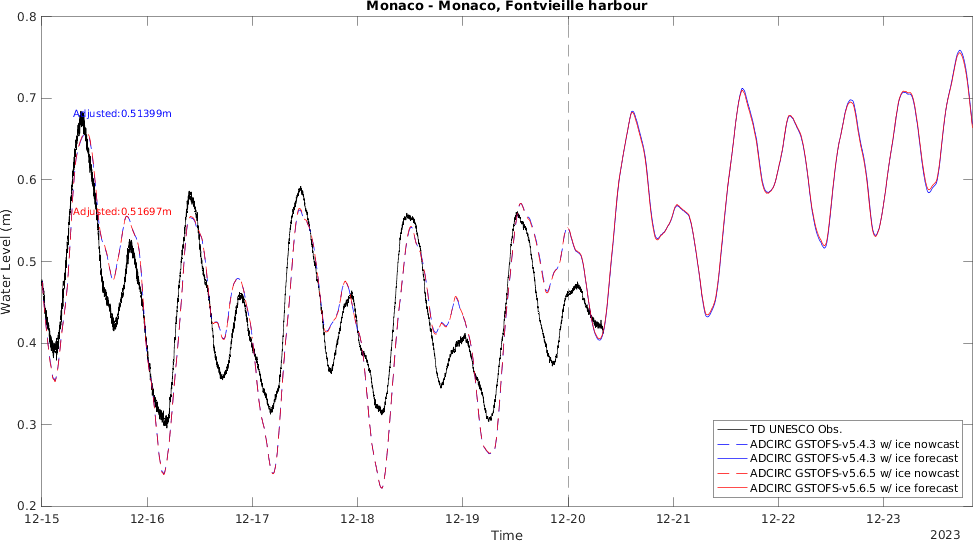 Monaco - Monaco, Fontvieille harbour
0.8
0.7
0.6
0.5
0.4
0.3
0.2
Water Level (m)
Adjusted:0.51399m
Adjusted:0.51697m
TD UNESCO Obs.
ADCIRC GSTOFS-v5.4.3 w/ ice nowcast
ADCIRC GSTOFS-v5.4.3 w/ ice forecast
ADCIRC GSTOFS-v5.6.5 w/ ice nowcast
ADCIRC GSTOFS-v5.6.5 w/ ice forecast
12-15 12-16 12-17 12-18 12-19 12-20 12-21 12-22 12-23
Time
2023